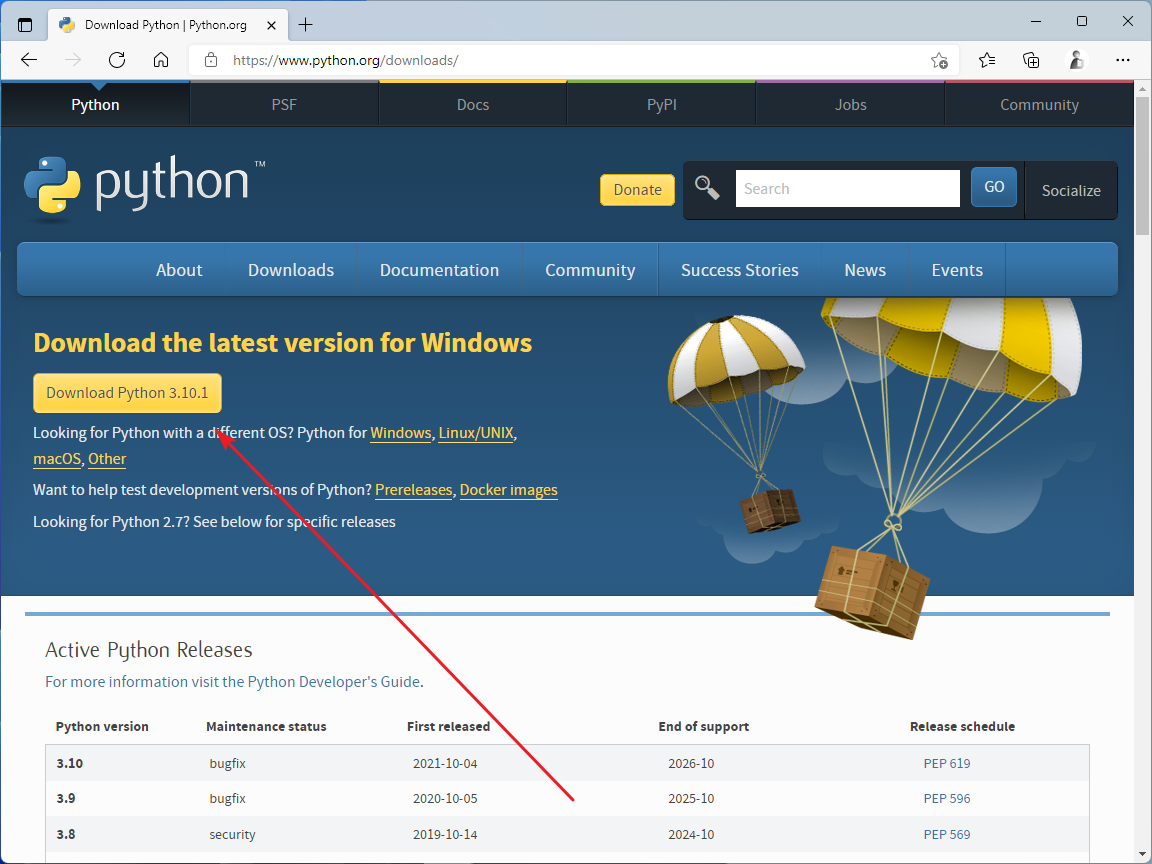 Download Python | Python.org
https://www.python.org/downloads/
Python PSF Docs PyPI Jobs Community
python™
Donate Search GO Socialize
About Downloads Documentation Community Success Stories News Events
Download the latest version for Windows
Download Python 3.10.1
Looking for Python with a different OS? Python for Windows, Linux/UNIX,
macOS, Other
Want to help test development versions of Python? Prereleases, Docker images
Looking for Python 2.7? See below for specific releases
Active Python Releases
For more information visit the Python Developer's Guide.
Python version Maintenance status First released End of support Release schedule
3.10 bugfix 2021-10-04 2026-10 PEP 619
3.9 bugfix 2020-10-05 2025-10 PEP 596
3.8 security 2019-10-14 2024-10 PEP 569